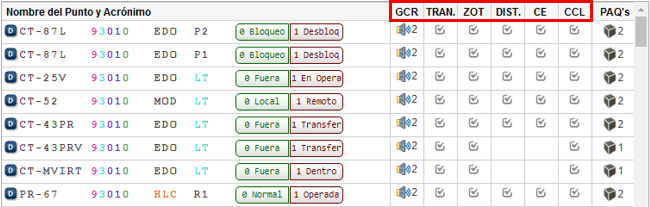 Nombre del Punto y Acrónimo GCR TRAN. ZOT DIST. CE CCL PAQ's
D CT-87L 93010 EDO P2 0 Bloqueo 1 Desbloq 2 2
D CT-87L 93010 EDO P1 0 Bloqueo 1 Desbloq 2 2
D CT-25V 93010 EDO LT 0 Fuera 1 En Opera 2 2
D CT-52 93010 MOD LT 0 Local 1 Remoto 2 2
D CT-43PR 93010 EDO LT 0 Fuera 1 Transfer 2 2
D CT-43PRV 93010 EDO LT 0 Fuera 1 Transfer 2 1
D CT-MVIRT 93010 EDO LT 0 Fuera 1 Dentro 2 1
D PR-67 93010 HLC R1 0 Normal 1 Operada 2 2